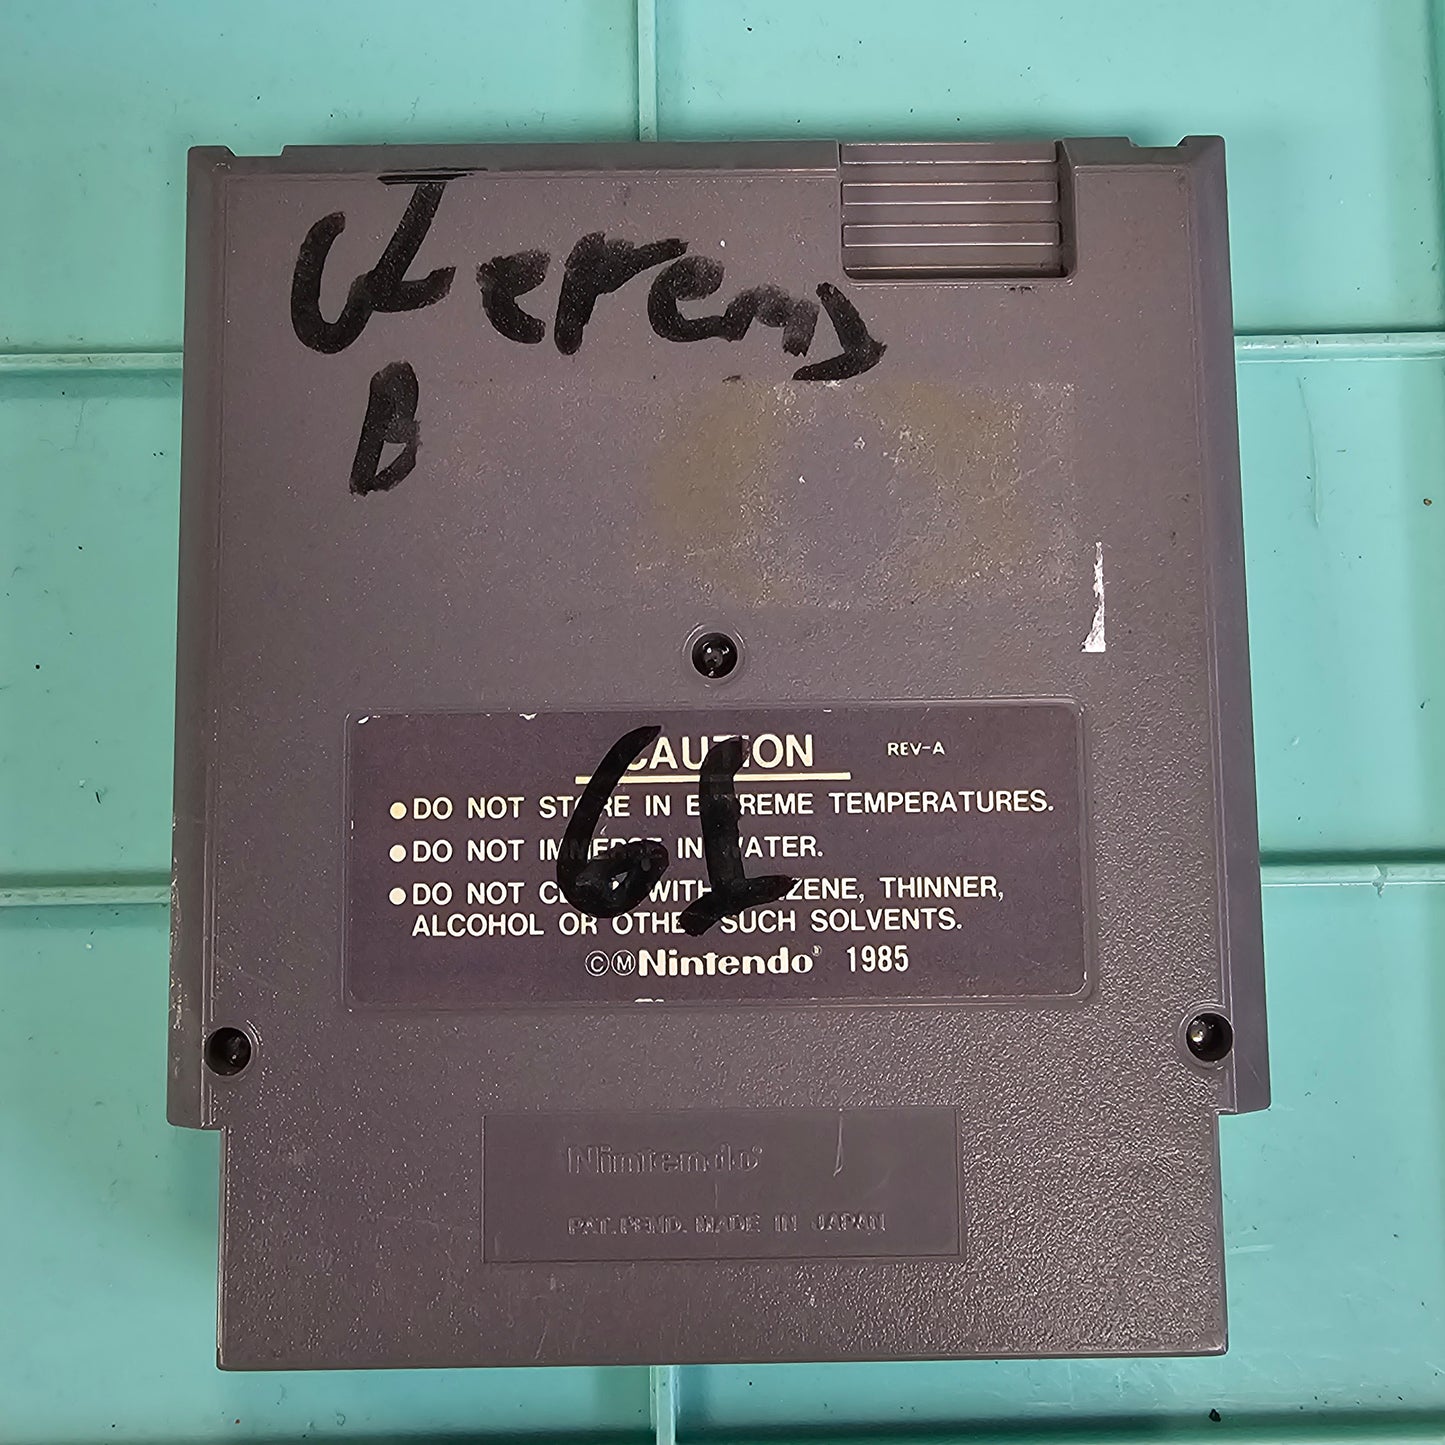 Jeremy
B
61
CAUTION REV-A
● DO NOT STORE IN EXTREME TEMPERATURES.
● DO NOT IMMERSE IN WATER.
● DO NOT CLEAN WITH BENZENE, THINNER,
ALCOHOL OR OTHER SUCH SOLVENTS.
©Ⓜ Nintendo® 1985
Nintendo®
PAT. PEND. MADE IN JAPAN